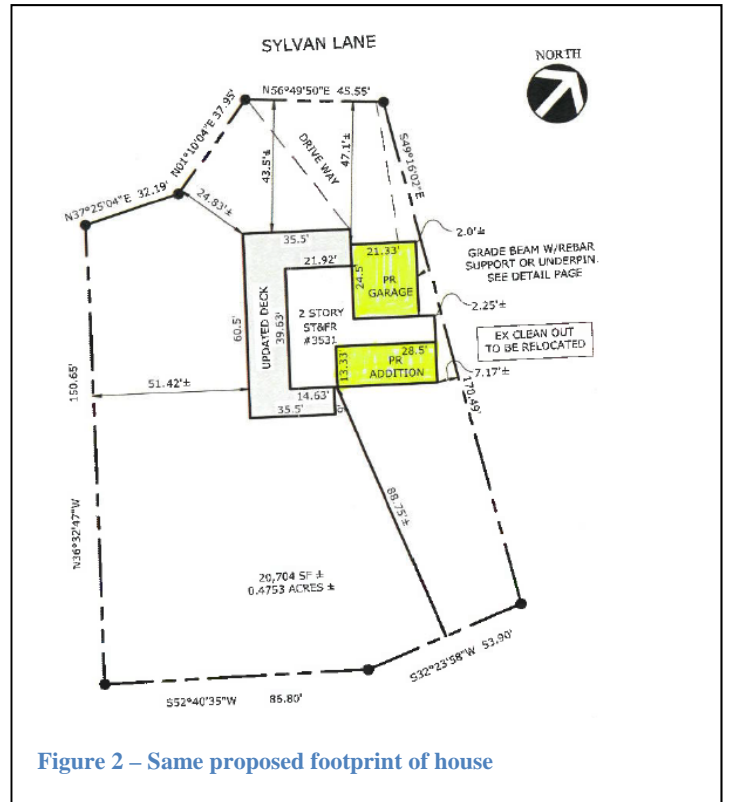 SYLVAN LANE
NORTH
N56°49'50"E 45.55'
N01°10'04"E 37.95'
N37°25'04"E 32.19'
24.83'±
43.5'±
DRIVE WAY
47.1'±
S49°16'02"E
2.0'±
GRADE BEAM W/REBAR
SUPPORT OR UNDERPIN.
SEE DETAIL PAGE
35.5'
21.33'
21.92'
24.5'
PR
GARAGE
2.25'±
2 STORY
ST&FR
#3531
UPDATED DECK
60.5'
39.63'
EX CLEAN OUT
TO BE RELOCATED
28.5'
13.33'
PR
ADDITION
7.17'±
170.49'
51.42'±
150.65'
14.63'
35.5'
9'
88.75'±
N36°32'47"W
20,704 SF ±
0.4753 ACRES ±
S32°23'58"W 53.90'
S52°40'35"W 86.80'
Figure 2 – Same proposed footprint of house